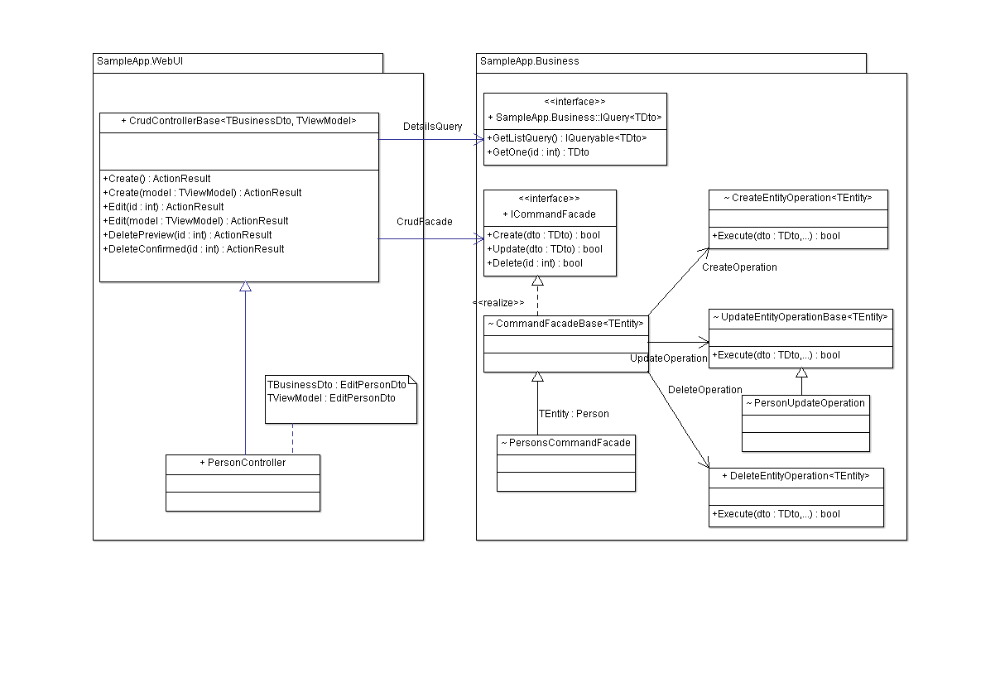 SampleApp.WebUI
+ CrudControllerBase<TBusinessDto, TViewModel>
+Create() : ActionResult
+Create(model : TViewModel) : ActionResult
+Edit(id : int) : ActionResult
+Edit(model : TViewModel) : ActionResult
+DeletePreview(id : int) : ActionResult
+DeleteConfirmed(id : int) : ActionResult
TBusinessDto : EditPersonDto
TViewModel : EditPersonDto
+ PersonController
DetailsQuery
CrudFacade
SampleApp.Business
<<interface>>
+ SampleApp.Business::IQuery<TDto>
+GetListQuery() : IQueryable<TDto>
+GetOne(id : int) : TDto
<<interface>>
+ ICommandFacade
+Create(dto : TDto) : bool
+Update(dto : TDto) : bool
+Delete(id : int) : bool
<<realize>>
~ CommandFacadeBase<TEntity>
TEntity : Person
~ PersonsCommandFacade
~ CreateEntityOperation<TEntity>
+Execute(dto : TDto,...) : bool
CreateOperation
~ UpdateEntityOperationBase<TEntity>
+Execute(dto : TDto,...) : bool
UpdateOperation
DeleteOperation
~ PersonUpdateOperation
+ DeleteEntityOperation<TEntity>
+Execute(dto : TDto,...) : bool